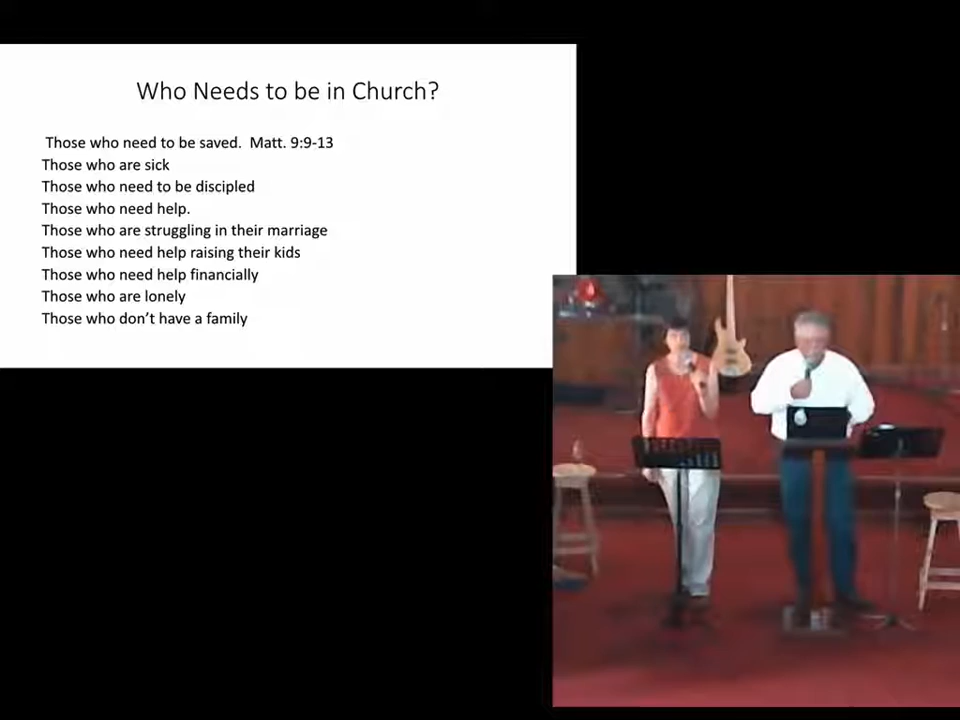 Who Needs to be in Church?
Those who need to be saved. Matt. 9:9-13
Those who are sick
Those who need to be discipled
Those who need help.
Those who are struggling in their marriage
Those who need help raising their kids
Those who need help financially
Those who are lonely
Those who don’t have a family